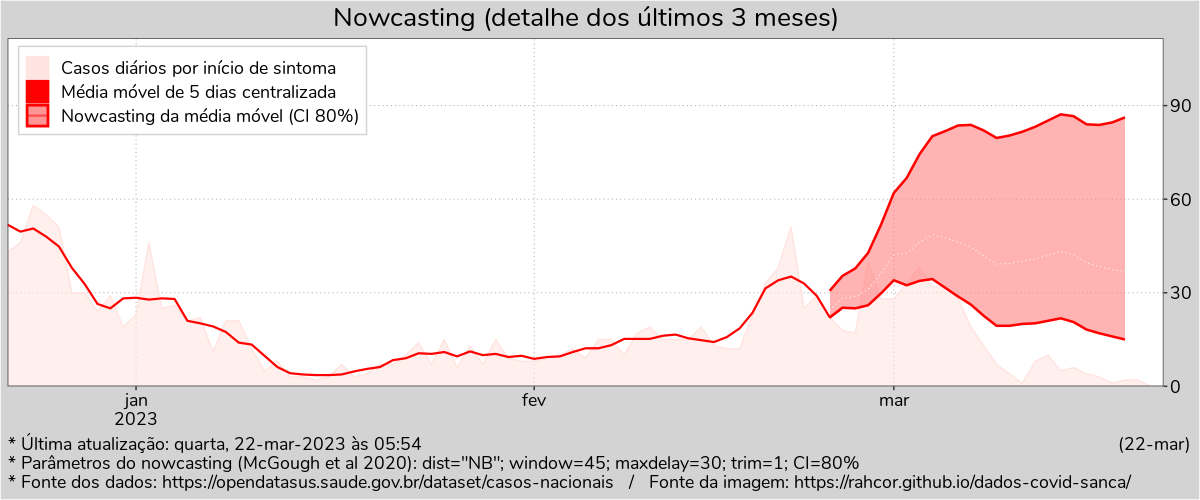 Nowcasting (detalhe dos últimos 3 meses)
Casos diários por início de sintoma
Média móvel de 5 dias centralizada
Nowcasting da média móvel (CI 80%)
90
60
30
0
jan
2023
fev
mar
* Última atualização: quarta, 22-mar-2023 às 05:54
(22-mar)
* Parâmetros do nowcasting (McGough et al 2020): dist="NB"; window=45; maxdelay=30; trim=1; CI=80%
* Fonte dos dados: https://opendatasus.saude.gov.br/dataset/casos-nacionais / Fonte da imagem: https://rahcor.github.io/dados-covid-sanca/